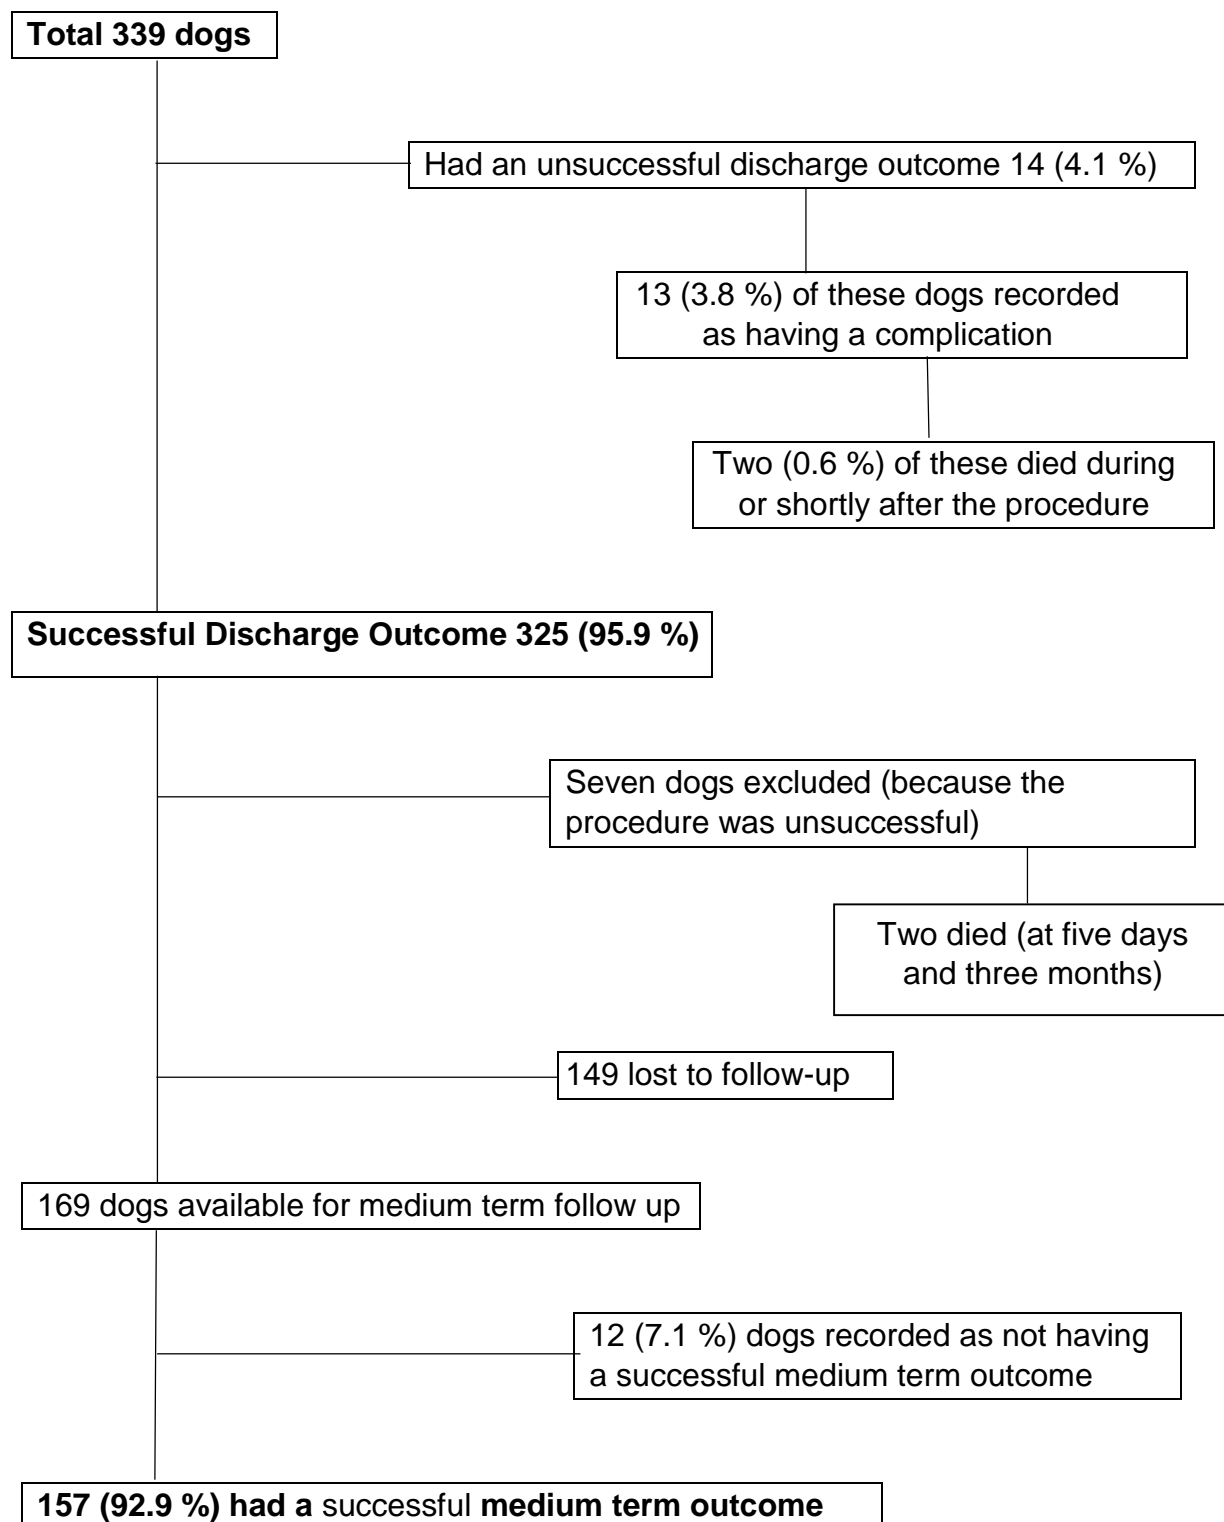 Total 339 dogs
Had an unsuccessful discharge outcome 14 (4.1 %)
13 (3.8 %) of these dogs recorded
as having a complication
Two (0.6 %) of these died during
or shortly after the procedure
Successful Discharge Outcome 325 (95.9 %)
Seven dogs excluded (because the
procedure was unsuccessful)
Two died (at five days
and three months)
149 lost to follow-up
169 dogs available for medium term follow up
12 (7.1 %) dogs recorded as not having
a successful medium term outcome
157 (92.9 %) had a successful medium term outcome